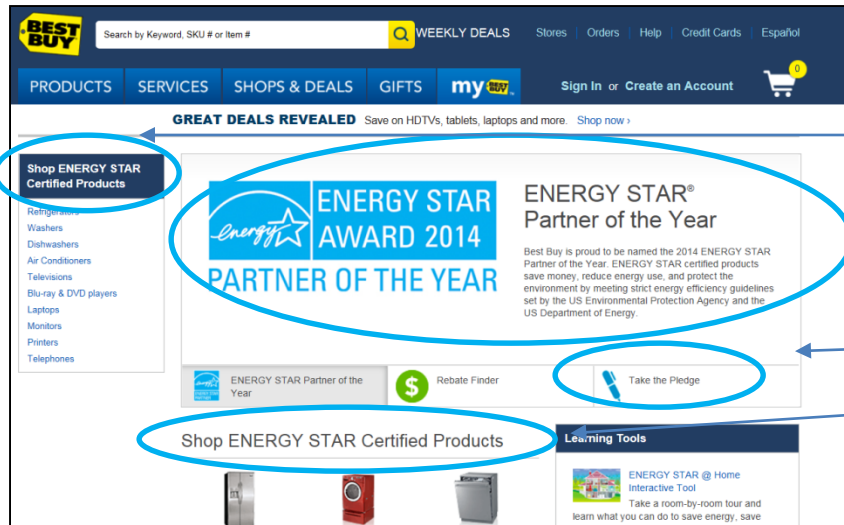 BEST
BUY
Search by Keyword, SKU # or Item #
WEEKLY DEALS
Stores
Orders
Help
Credit Cards
Español
PRODUCTS
SERVICES
SHOPS & DEALS
GIFTS
my BEST BUY™
Sign In or Create an Account
0
GREAT DEALS REVEALED Save on HDTVs, tablets, laptops and more. Shop now ›
Shop ENERGY STAR
Certified Products
Refrigerators
Washers
Dishwashers
Air Conditioners
Televisions
Blu-ray & DVD players
Laptops
Monitors
Printers
Telephones
energy
ENERGY STAR
AWARD 2014
PARTNER OF THE YEAR
ENERGY STAR®
Partner of the Year
Best Buy is proud to be named the 2014 ENERGY STAR
Partner of the Year. ENERGY STAR certified products
save money, reduce energy use, and protect the
environment by meeting strict energy efficiency guidelines
set by the US Environmental Protection Agency and the
US Department of Energy.
ENERGY STAR Partner of the
Year
$
Rebate Finder
Take the Pledge
Shop ENERGY STAR Certified Products
Learning Tools
ENERGY STAR @ Home
Interactive Tool
Take a room-by-room tour and
learn what you can do to save energy, save